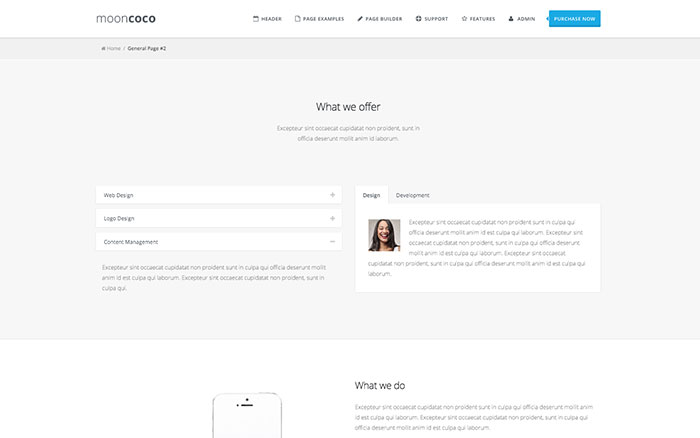 mooncoco
HEADER PAGE EXAMPLES PAGE BUILDER SUPPORT FEATURES ADMIN PURCHASE NOW
Home / General Page #2
What we offer
Excepteur sint occaecat cupidatat non proident, sunt in
officia deserunt mollit anim id laborum.
Web Design
Logo Design
Content Management
Excepteur sint occaecat cupidatat non proident sunt in culpa qui officia deserunt mollit
anim id est culpa qui laborum. Excepteur sint occaecat cupidatat non proident, sunt in
culpa qui.
Design Development
Excepteur sint occaecat cupidatat non proident sunt in culpa qui
officia deserunt mollit anim id est culpa qui laborum. Excepteur sint
occaecat cupidatat non proident, sunt in culpa qui officia deserunt
mollit anim id est culpa qui laborum. Excepteur sint occaecat
cupidatat non proident, sunt in culpa qui officia deserunt mollit anim id est culpa qui
laborum.
What we do
Excepteur sint occaecat cupidatat non proident sunt in culpa qui officia deserunt mollit anim
id est culpa qui laborum. Excepteur sint occaecat cupidatat non proident, sunt in
culpa qui officia deserunt mollit anim id est culpa qui laborum.